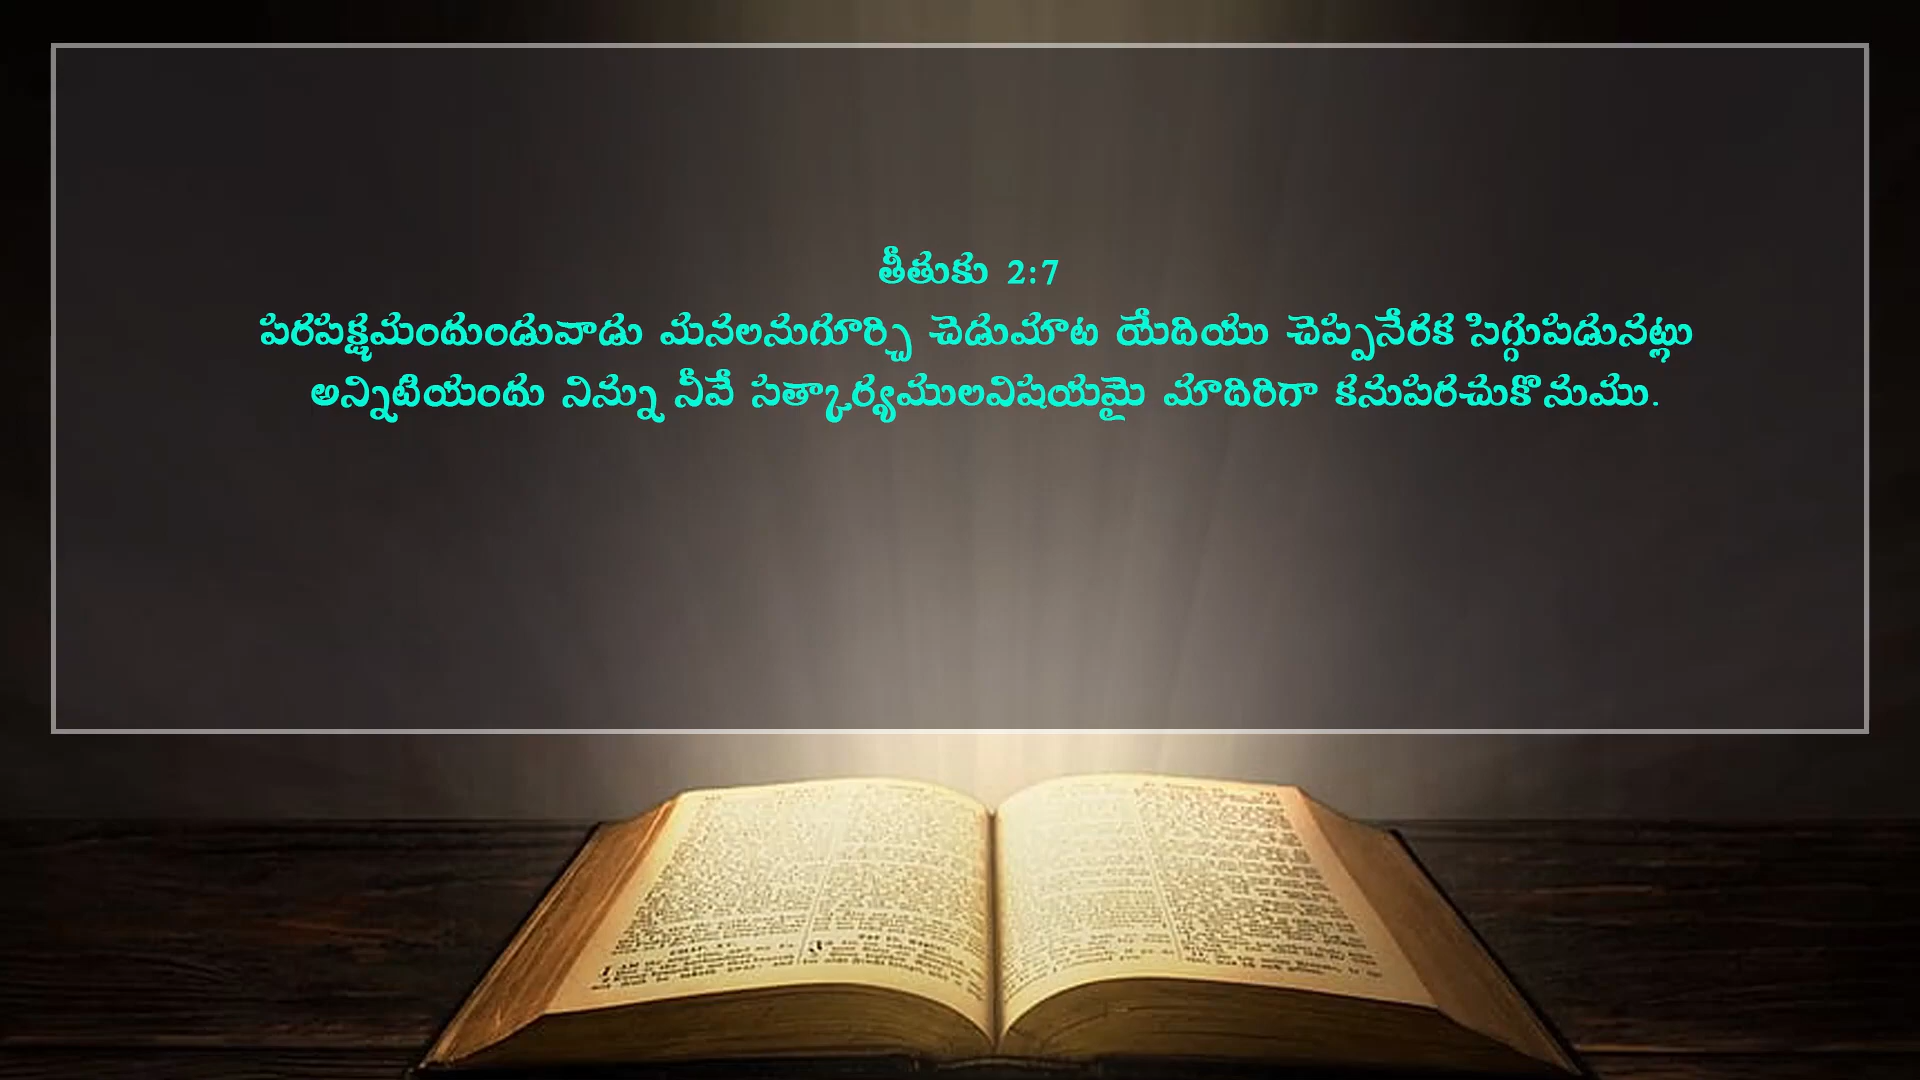 తీతుకు 2:7
పరపక్షమందుండువాడు మనలనుగూర్చి చెడుమాట యేదియు చెప్పనేరక సిగ్గుపడునట్లు
అన్నిటియందు నిన్ను నీవే సత్కార్యములవిషయమై మాదిరిగా కనుపరచుకొనుము.